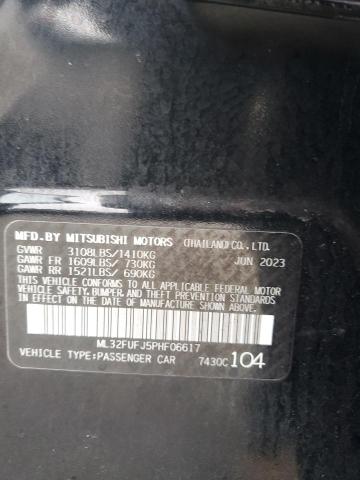 MFD.BY MITSUBISHI MOTORS (THAILAND)CO.,LTD.
GVWR 3108LBS/1410KG JUN 2023
GAWR FR 1609LBS/ 730KG
GAWR RR 1521LBS/ 690KG
THIS VEHICLE CONFORMS TO ALL APPLICABLE FEDERAL MOTOR VEHICLE
SAFETY, BUMPER, AND THEFT PREVENTION STANDARDS IN EFFECT ON
THE DATE OF MANUFACTURE SHOWN ABOVE.
ML32FUFJ5PHF06617
VEHICLE TYPE:PASSENGER CAR 7430C 104